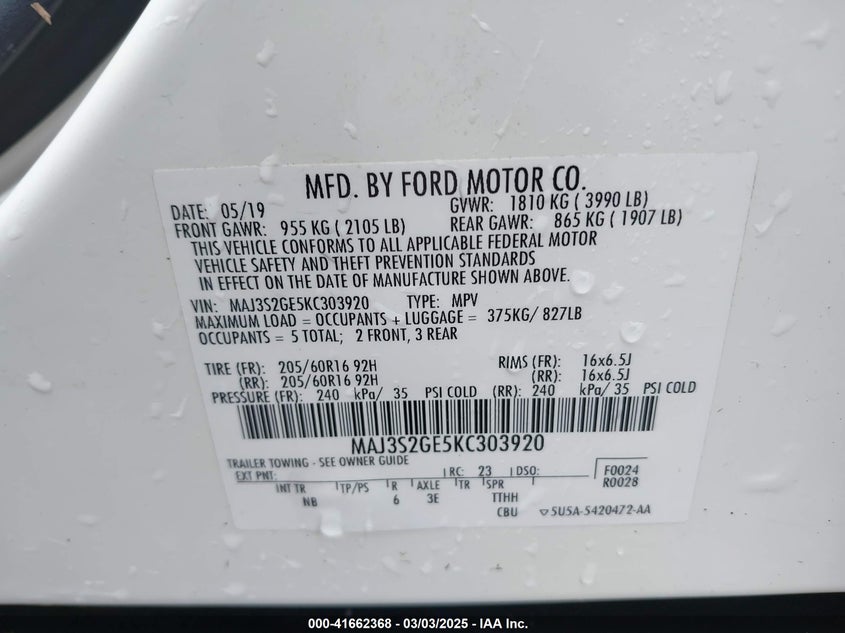 MFD. BY FORD MOTOR CO.
DATE: 05/19 GVWR: 1810 KG ( 3990 LB)
FRONT GAWR: 955 KG ( 2105 LB) REAR GAWR: 865 KG ( 1907 LB)
THIS VEHICLE CONFORMS TO ALL APPLICABLE FEDERAL MOTOR
VEHICLE SAFETY AND THEFT PREVENTION STANDARDS
IN EFFECT ON THE DATE OF MANUFACTURE SHOWN ABOVE.
VIN: MAJ3S2GE5KC303920 TYPE: MPV
MAXIMUM LOAD = OCCUPANTS + LUGGAGE = 375KG/ 827LB
OCCUPANTS = 5 TOTAL; 2 FRONT, 3 REAR
TIRE (FR): 205/60R16 92H RIMS (FR): 16x6.5J
(RR): 205/60R16 92H (RR): 16x6.5J
PRESSURE (FR): 240 kPa/ 35 PSI COLD (RR): 240 kPa/ 35 PSI COLD
MAJ3S2GE5KC303920
TRAILER TOWING - SEE OWNER GUIDE
EXT PNT: RC: 23 DSO: F0024
R0028
INT TR TP/PS R AXLE TR SPR
NB 6 3E TTHH
CBU 5U5A-5420472-AA
000-41662368 - 03/03/2025 - IAA Inc.